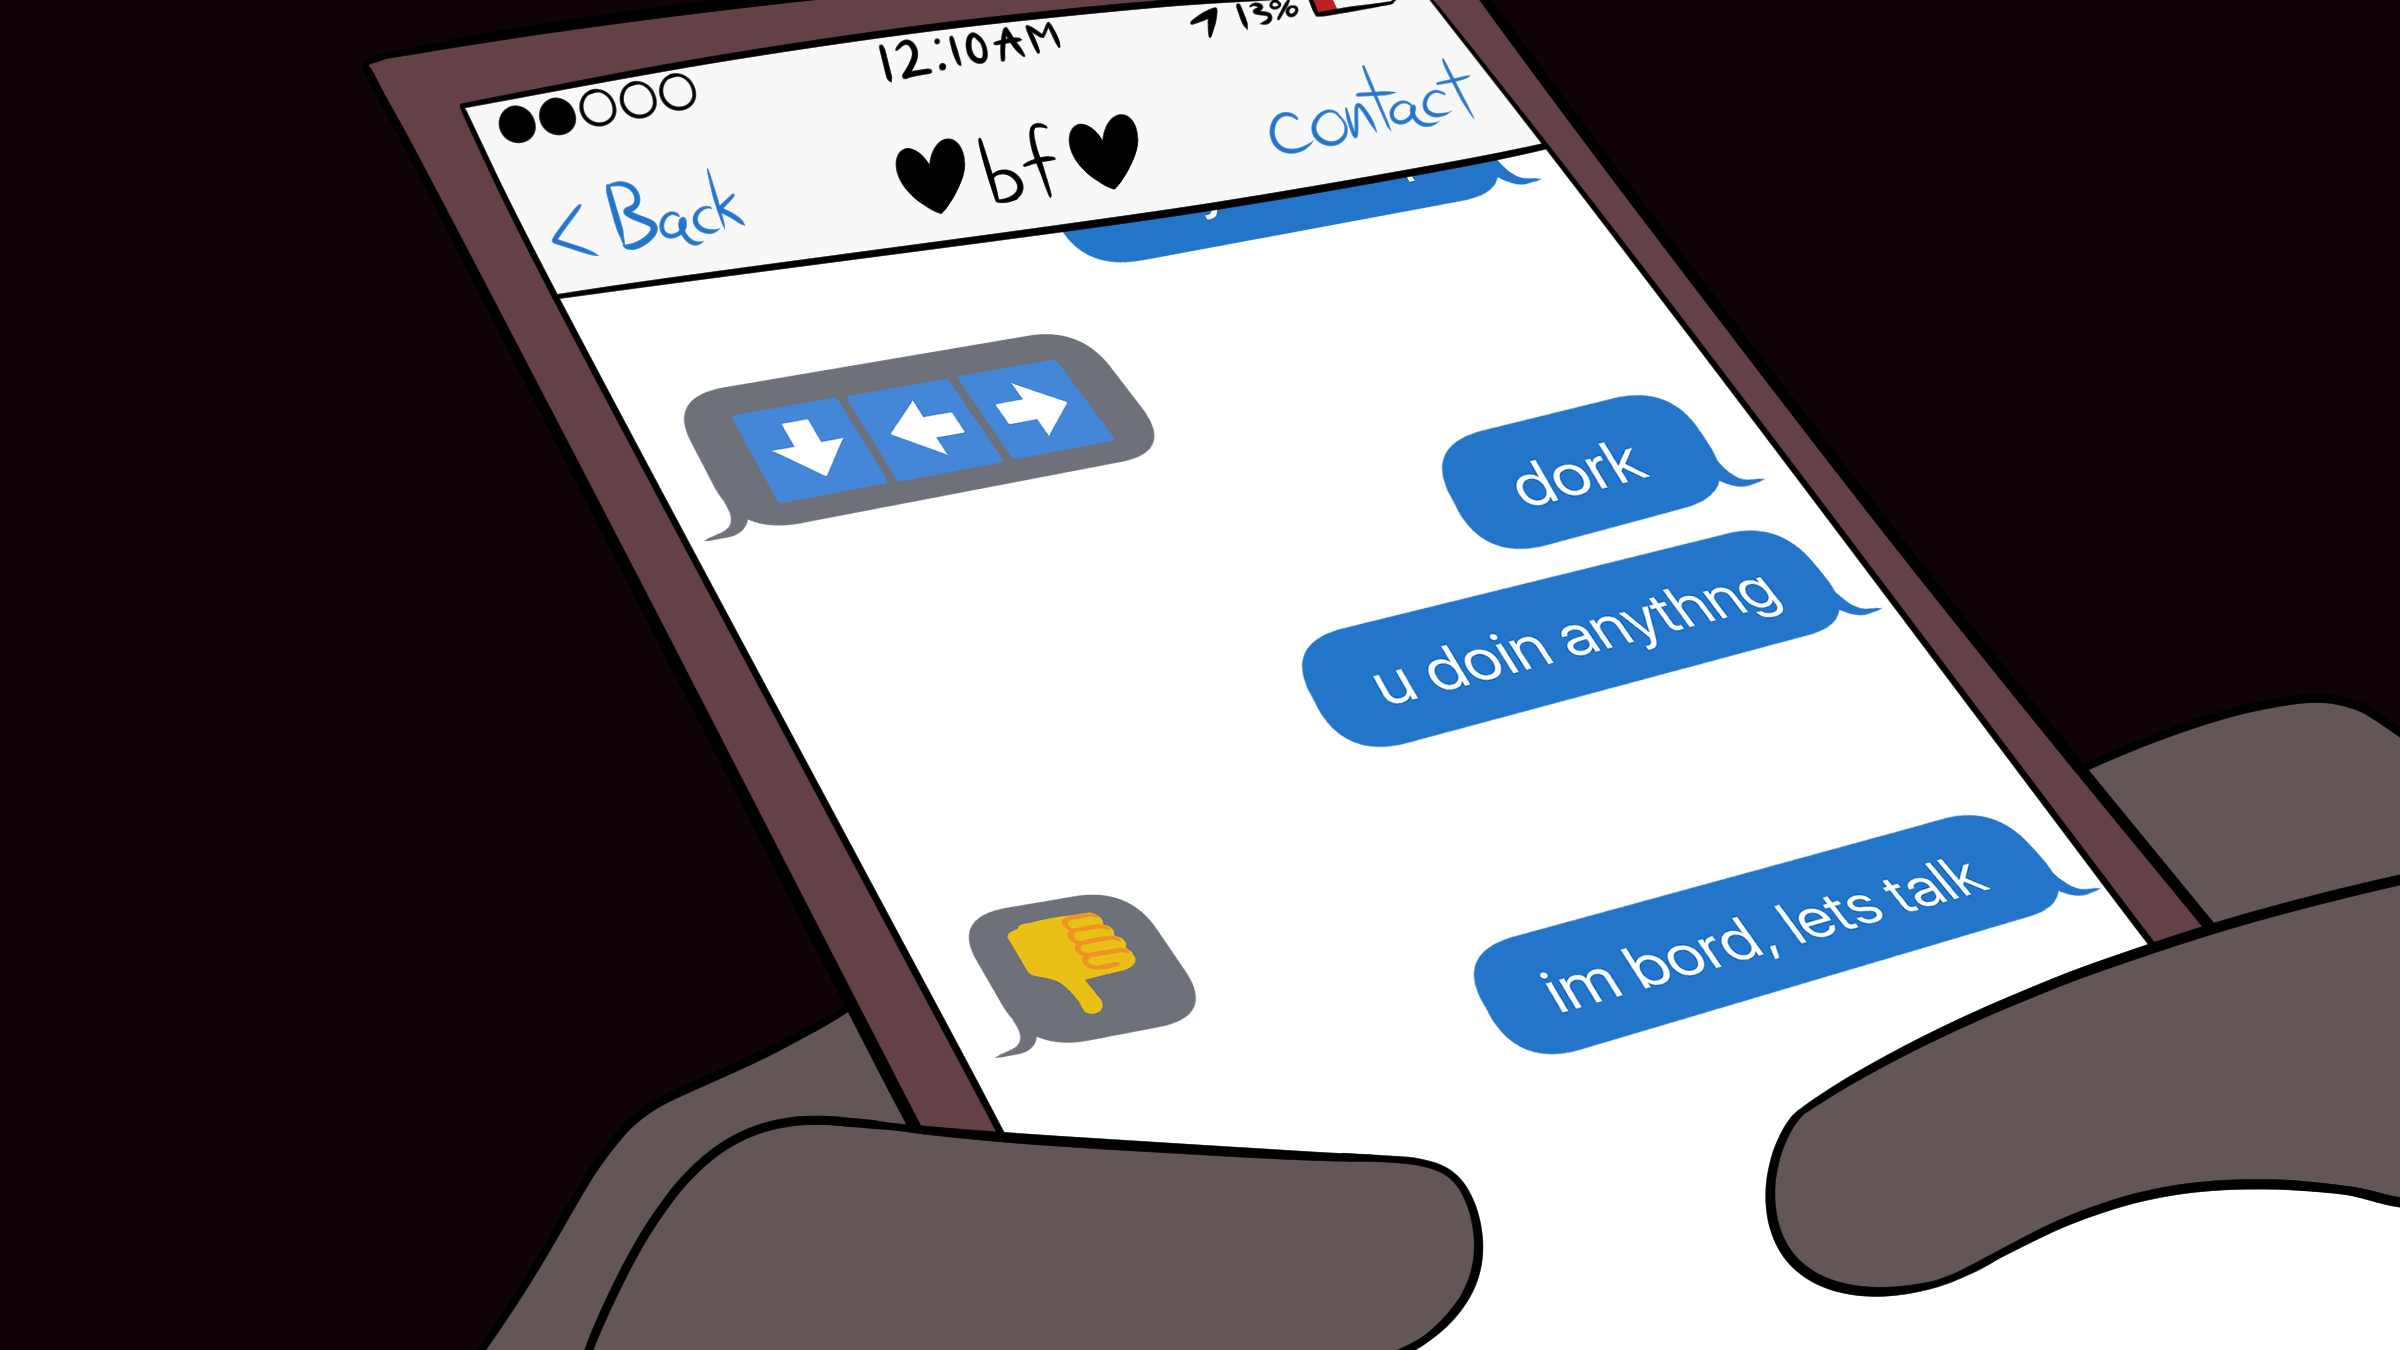 12:10AM
13%
< Back
♥bf♥
contact
⬇️⬅️➡️
dork
u doin anythng
👎
im bord, lets talk